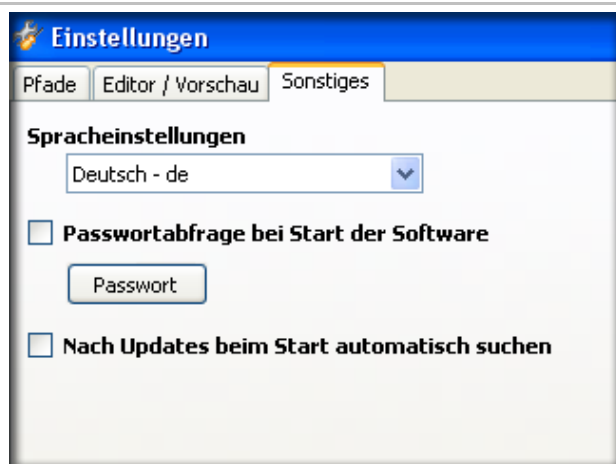 Einstellungen
Pfade Editor / Vorschau Sonstiges
Spracheinstellungen
Deutsch - de
Passwortabfrage bei Start der Software
Passwort
Nach Updates beim Start automatisch suchen